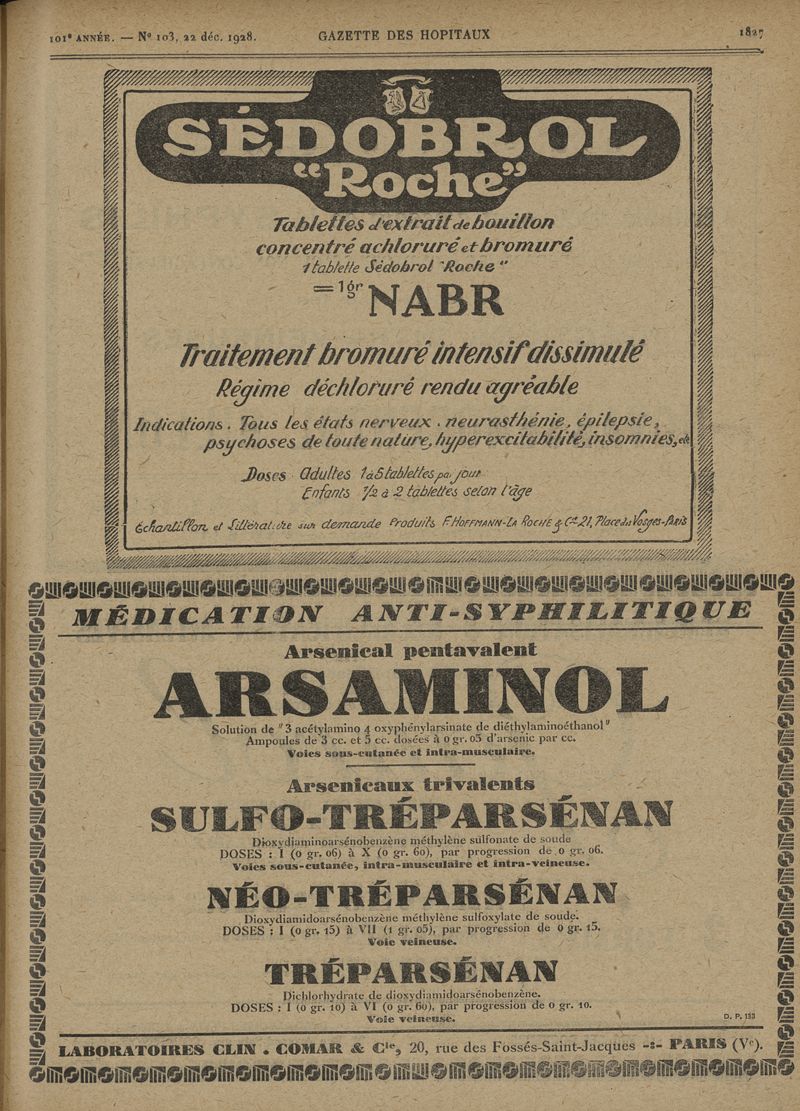 101e ANNÉE. — No 103, 22 déc. 1928. GAZETTE DES HOPITAUX 1827
SÉDOBROL
"Roche"
Tablettes d'extrait de bouillon
concentré achloruré et bromuré
1 tablette Sédobrol "Roche"
= 1 gr NABR
Traitement bromuré intensif dissimulé
Régime déchloruré rendu agréable
Indications. Tous les états nerveux. neurasthénie, épilepsie,
psychoses de toute nature, hyperexcitabilité, insomnies, etc
Doses Adultes 1 à 5 tablettes par jour
Enfants 1/2 à 2 tablettes selon l'âge
Échantillon et Littérature sur demande Produits F. HOFFMANN-LA ROCHE & Cie 21, Place des Vosges-Paris
MÉDICATION ANTI-SYPHILITIQUE
Arsenical pentavalent
ARSAMINOL
Solution de "3 acétylamino 4 oxyphénylarsinate de diéthylaminoéthanol"
Ampoules de 3 cc. et 5 cc. dosées à 0 gr. 05 d'arsenic par cc.
Voies sous-cutanée et intra-musculaire.
Arsenicaux trivalents
SULFO-TRÉPARSÉNAN
Dioxydiaminoarsénobenzène méthylène sulfonate de soude
DOSES : I (0 gr. 06) à X (0 gr. 60), par progression de 0 gr. 06.
Voies sous-cutanée, intra-musculaire et intra-veineuse.
NÉO-TRÉPARSÉNAN
Dioxydiamidoarsénobenzène méthylène sulfoxylate de soude.
DOSES : I (0 gr. 15) à VII (1 gr. 05), par progression de 0 gr. 15.
Voie veineuse.
TRÉPARSÉNAN
Dichlorhydrate de dioxydiamidoarsénobenzène.
DOSES : I (0 gr. 10) à VI (0 gr. 60), par progression de 0 gr. 10.
Voie veineuse.
D. P. 133
LABORATOIRES CLIN. COMAR & Cie, 20, rue des Fossés-Saint-Jacques -:- PARIS (Ve).